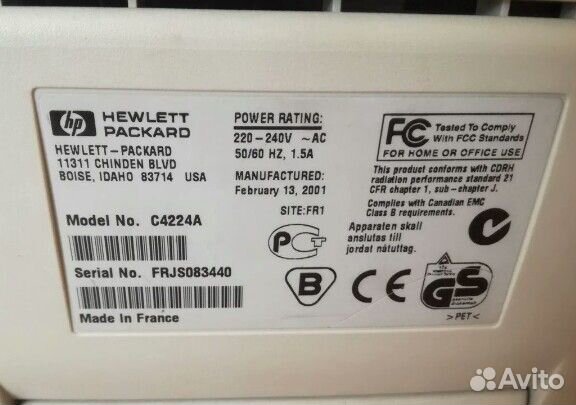 hp HEWLETT
PACKARD
HEWLETT-PACKARD
11311 CHINDEN BLVD
BOISE, IDAHO 83714 USA
Model No. C4224A
Serial No. FRJS083440
Made In France
POWER RATING:
220-240V ~ AC
50/60 HZ, 1.5A
MANUFACTURED:
February 13, 2001
SITE:FR1
PCT
B
CE
FC Tested To Comply
With FCC Standards
FOR HOME OR OFFICE USE
This product conforms with CDRH
radiation performance standard 21
CFR chapter 1, sub-chapter J.
Complies with Canadian EMC
Class B requirements.
Apparaten skall
anslutas till
jordat nätuttag.
GS
geprüfte
Sicherheit
>PET<
Avito